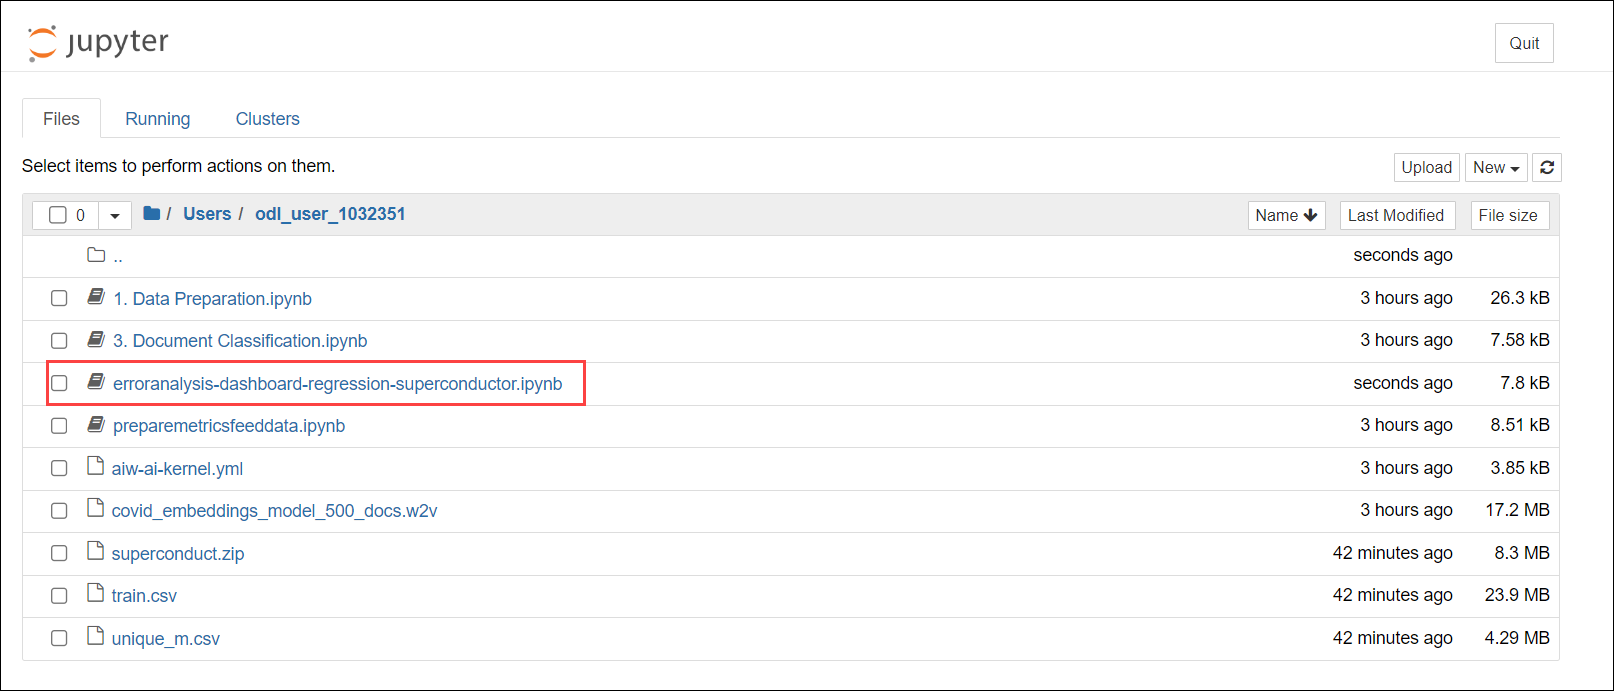 jupyter
Quit
Files Running Clusters
Select items to perform actions on them.
Upload New
0 / Users / odl_user_1032351 Name Last Modified File size
.. seconds ago
1. Data Preparation.ipynb 3 hours ago 26.3 kB
3. Document Classification.ipynb 3 hours ago 7.58 kB
erroranalysis-dashboard-regression-superconductor.ipynb seconds ago 7.8 kB
preparemetricsfeeddata.ipynb 3 hours ago 8.51 kB
aiw-ai-kernel.yml 3 hours ago 3.85 kB
covid_embeddings_model_500_docs.w2v 3 hours ago 17.2 MB
superconduct.zip 42 minutes ago 8.3 MB
train.csv 42 minutes ago 23.9 MB
unique_m.csv 42 minutes ago 4.29 MB